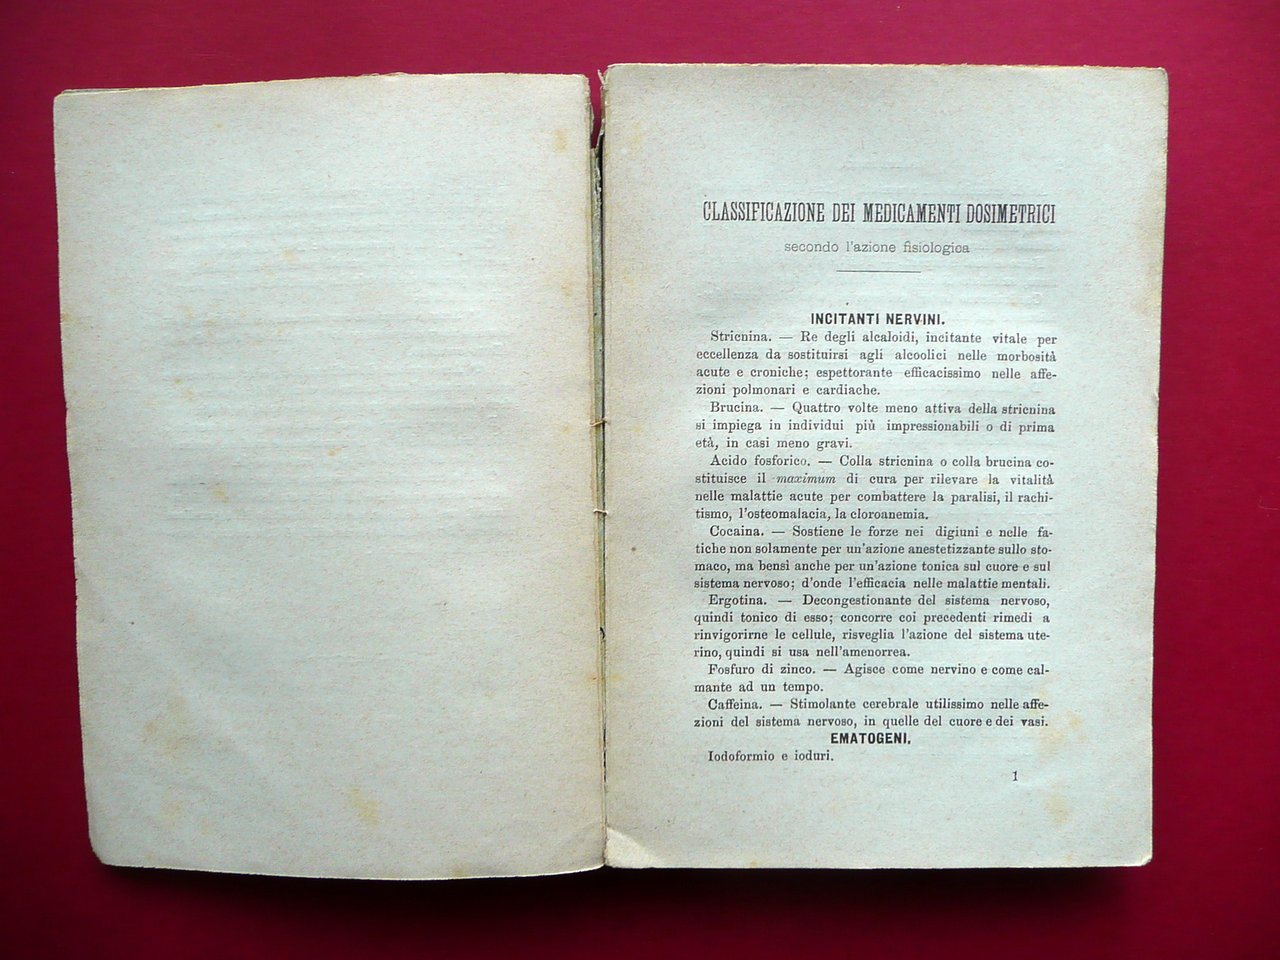 CLASSIFICAZIONE DEI MEDICAMENTI DOSIMETRICI
secondo l'azione fisiologica
INCITANTI NERVINI.
Stricnina. — Re degli alcaloidi, incitante vitale per
eccellenza da sostituirsi agli alcoolici nelle morbosità
acute e croniche; espettorante efficacissimo nelle affe-
zioni polmonari e cardiache.
Brucina. — Quattro volte meno attiva della stricnina
si impiega in individui più impressionabili o di prima
età, in casi meno gravi.
Acido fosforico. — Colla stricnina o colla brucina co-
stituisce il maximum di cura per rilevare la vitalità
nelle malattie acute per combattere la paralisi, il rachi-
tismo, l'osteomalacia, la cloroanemia.
Cocaina. — Sostiene le forze nei digiuni e nelle fa-
tiche non solamente per un'azione anestetizzante sullo sto-
maco, ma bensì anche per un'azione tonica sul cuore e sul
sistema nervoso; d'onde l'efficacia nelle malattie mentali.
Ergotina. — Decongestionante del sistema nervoso,
quindi tonico di esso; concorre coi precedenti rimedi a
rinvigorirne le cellule, risveglia l'azione del sistema ute-
rino, quindi si usa nell'amenorrea.
Fosfuro di zinco. — Agisce come nervino e come cal-
mante ad un tempo.
Caffeina. — Stimolante cerebrale utilissimo nelle affe-
zioni del sistema nervoso, in quelle del cuore e dei vasi.
EMATOGENI.
Iodoformio e ioduri.
1